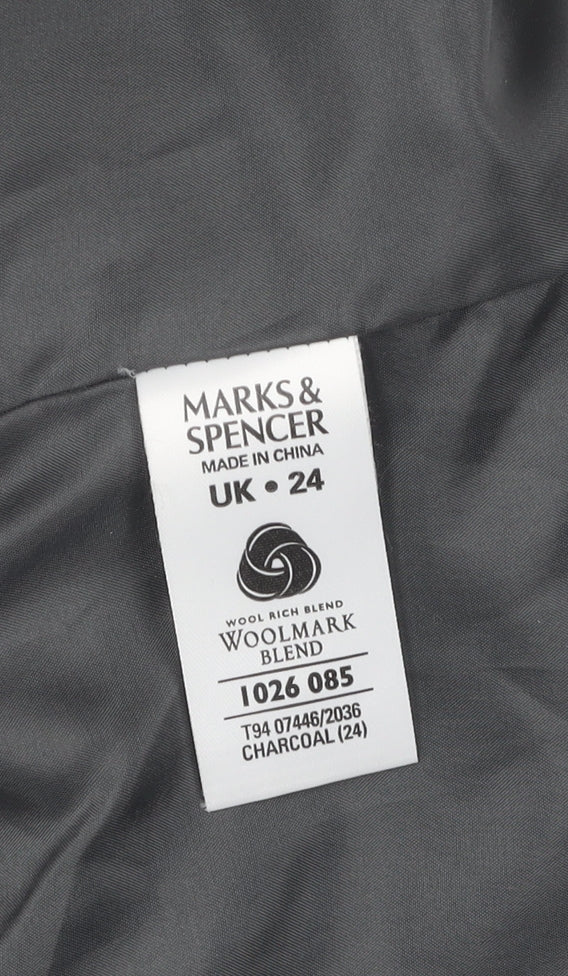 MARKS &
SPENCER
MADE IN CHINA
UK • 24
WOOL RICH BLEND
WOOLMARK
BLEND
1026 085
T94 07446/2036
CHARCOAL (24)